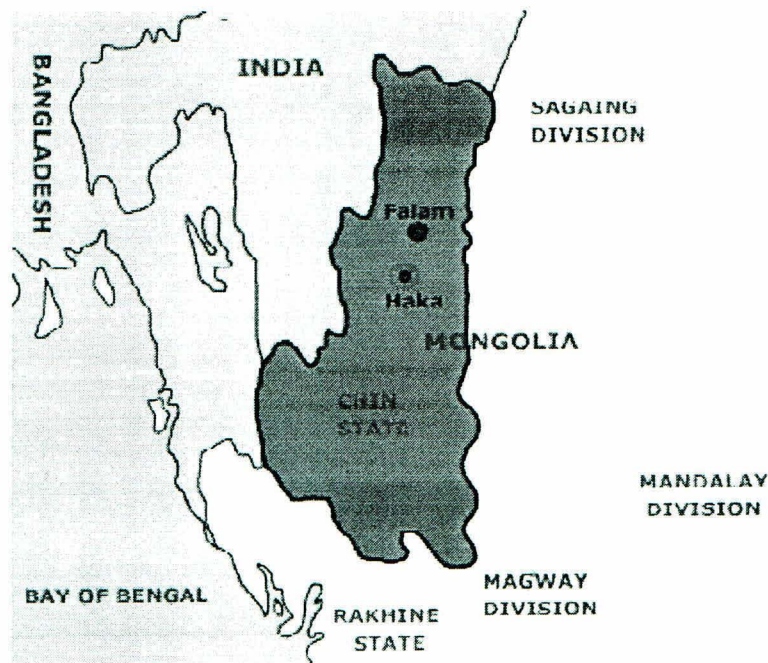 BANGLADESH
INDIA
SAGAING
DIVISION
Falam
Haka
MONGOLIA
CHIN
STATE
MANDALAY
DIVISION
BAY OF BENGAL
MAGWAY
DIVISION
RAKHINE
STATE